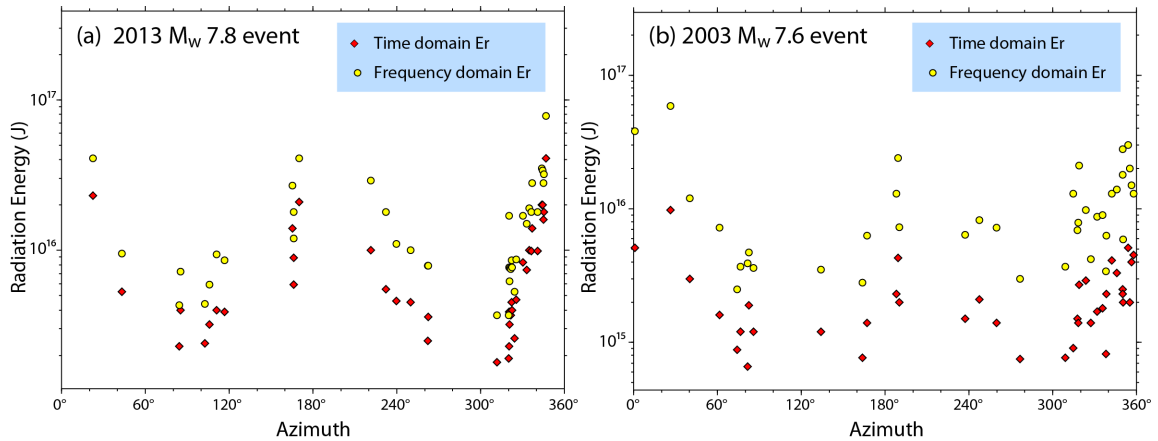 (a) 2013 Mw 7.8 event
Time domain Er
Frequency domain Er
Radiation Energy (J)
10¹⁷
10¹⁶
0° 60° 120° 180° 240° 300° 360°
Azimuth
(b) 2003 Mw 7.6 event
Time domain Er
Frequency domain Er
Radiation Energy (J)
10¹⁷
10¹⁶
10¹⁵
0° 60° 120° 180° 240° 300° 360°
Azimuth